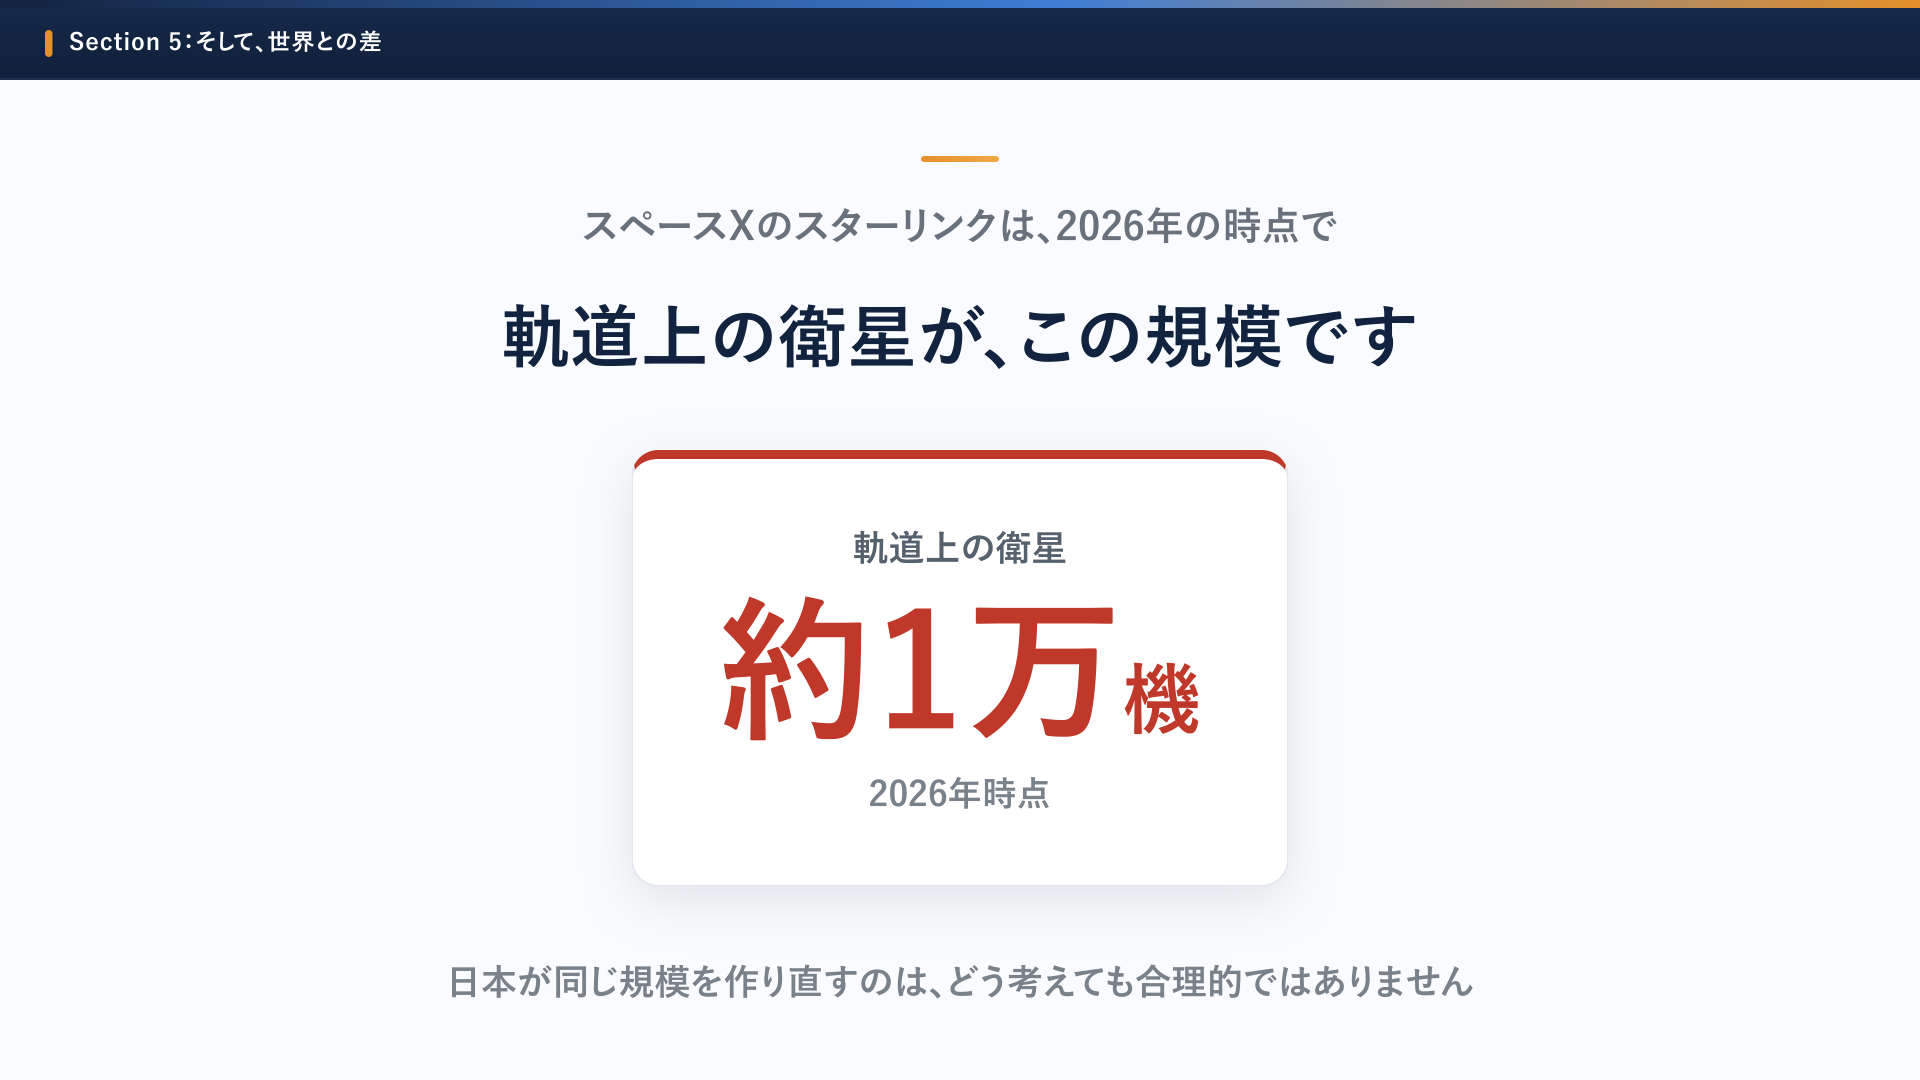 Section 5：そして、世界との差
スペースXのスターリンクは、2026年の時点で
軌道上の衛星が、この規模です
軌道上の衛星
約1万機
2026年時点
日本が同じ規模を作り直すのは、どう考えても合理的ではありません